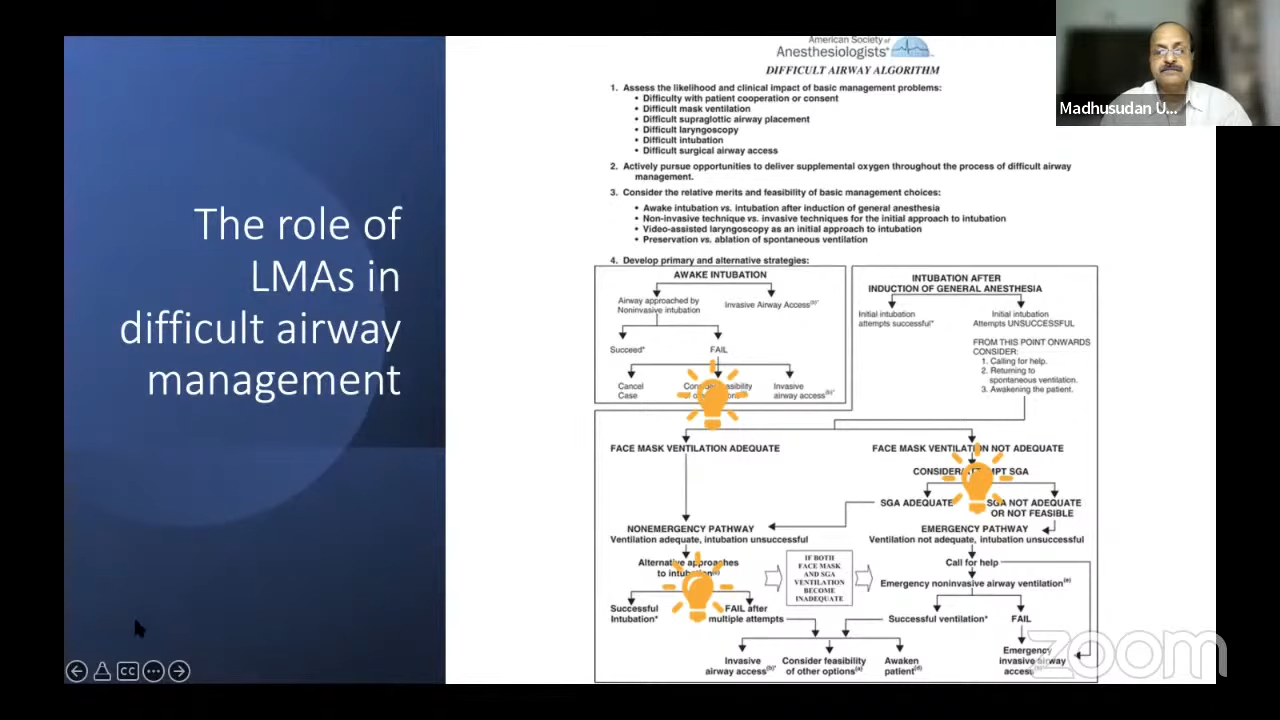 The role of
LMAs in
difficult airway
management
American Society of
Anesthesiologists®
DIFFICULT AIRWAY ALGORITHM
1. Assess the likelihood and clinical impact of basic management problems:
• Difficulty with patient cooperation or consent
• Difficult mask ventilation
• Difficult supraglottic airway placement
• Difficult laryngoscopy
• Difficult intubation
• Difficult surgical airway access
2. Actively pursue opportunities to deliver supplemental oxygen throughout the process of difficult airway
management.
3. Consider the relative merits and feasibility of basic management choices:
• Awake intubation vs. intubation after induction of general anesthesia
• Non-invasive technique vs. invasive techniques for the initial approach to intubation
• Video-assisted laryngoscopy as an initial approach to intubation
• Preservation vs. ablation of spontaneous ventilation
4. Develop primary and alternative strategies:
AWAKE INTUBATION
Airway approached by
Noninvasive intubation
Invasive Airway Access(b)*
Succeed*
FAIL
Cancel
Case
Invasive
airway access(b)*
INTUBATION AFTER
INDUCTION OF GENERAL ANESTHESIA
Initial intubation
attempts successful*
Initial intubation
Attempts UNSUCCESSFUL
FROM THIS POINT ONWARDS
CONSIDER:
1. Calling for help.
2. Returning to
spontaneous ventilation.
3. Awakening the patient.
FACE MASK VENTILATION ADEQUATE
FACE MASK VENTILATION NOT ADEQUATE
SGA
SGA ADEQUATE*
SGA NOT ADEQUATE
OR NOT FEASIBLE
NONEMERGENCY PATHWAY
Ventilation adequate, intubation unsuccessful
EMERGENCY PATHWAY
Ventilation not adequate, intubation unsuccessful
Alternative approaches
to intubation(c)
IF BOTH
FACE MASK
AND SGA
VENTILATION
BECOME
INADEQUATE
Call for help
Emergency noninvasive airway ventilation(e)
Successful
Intubation*
FAIL after
multiple attempts
Successful ventilation*
FAIL
Invasive
airway access(b)*
Consider feasibility
of other options(a)
Awaken
patient(d)
Emergency
invasive airway
access
Madhusudan U...
CC
zoom